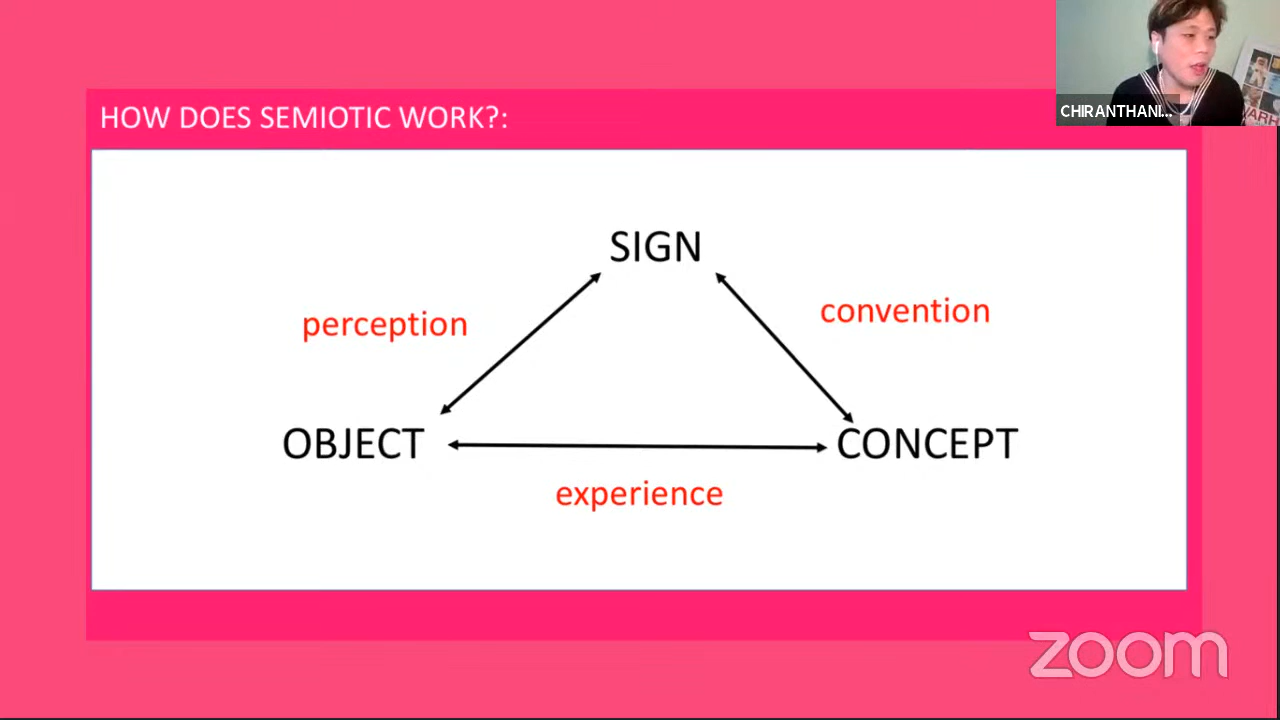 HOW DOES SEMIOTIC WORK?:
CHIRANTHANI...
SIGN
perception
convention
OBJECT
CONCEPT
experience
zoom